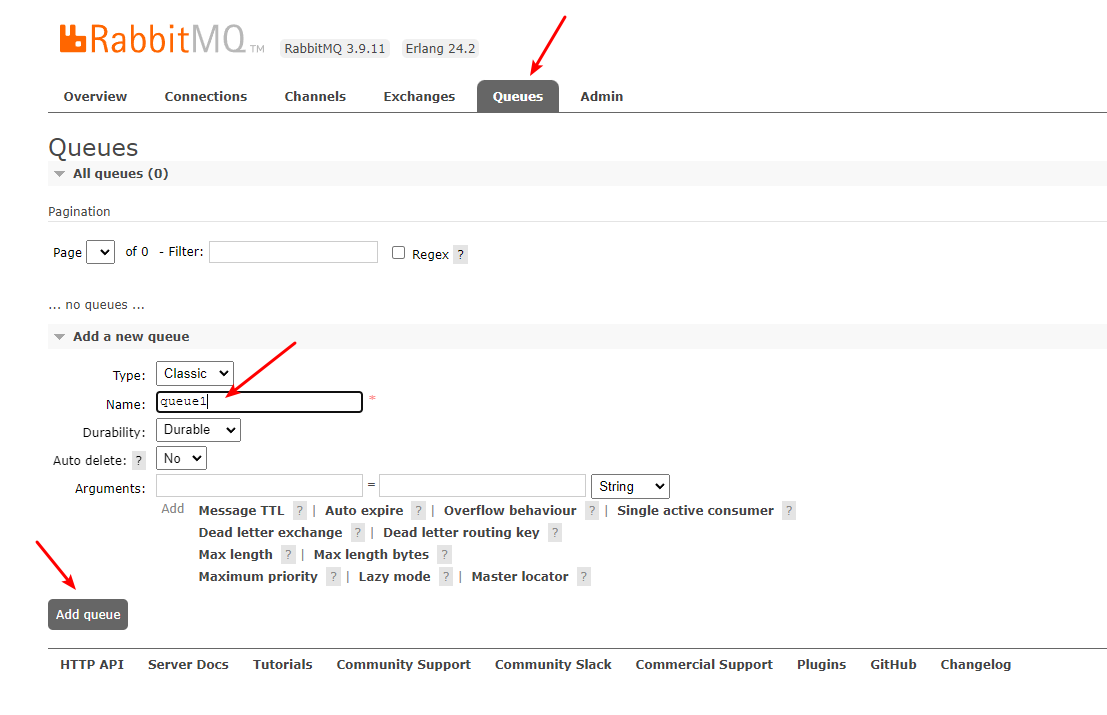 RabbitMQ TM RabbitMQ 3.9.11 Erlang 24.2
Overview Connections Channels Exchanges Queues Admin
Queues
All queues (0)
Pagination
Page of 0 - Filter: Regex ?
... no queues ...
Add a new queue
Type: Classic
Name: queue1 *
Durability: Durable
Auto delete: ? No
Arguments: = String
Add Message TTL ? | Auto expire ? | Overflow behaviour ? | Single active consumer ?
Dead letter exchange ? | Dead letter routing key ?
Max length ? | Max length bytes ?
Maximum priority ? | Lazy mode ? | Master locator ?
Add queue
HTTP API Server Docs Tutorials Community Support Community Slack Commercial Support Plugins GitHub Changelog